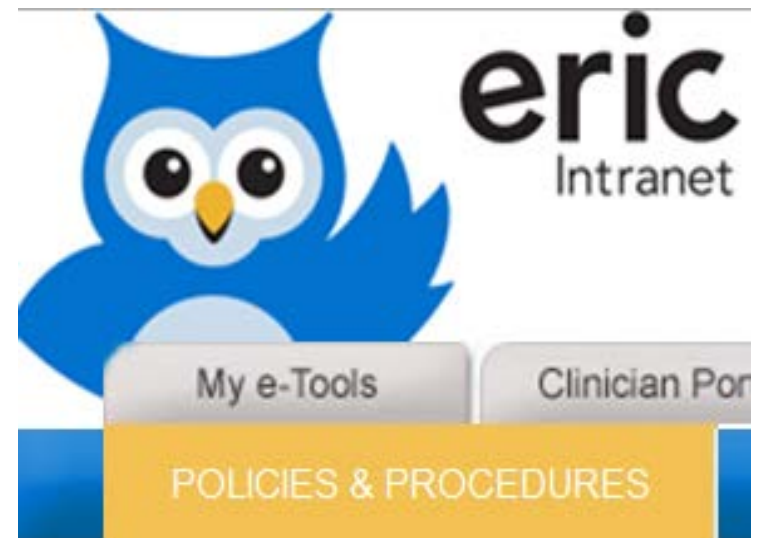 eric
Intranet
My e-Tools
Clinician Por
POLICIES & PROCEDURES